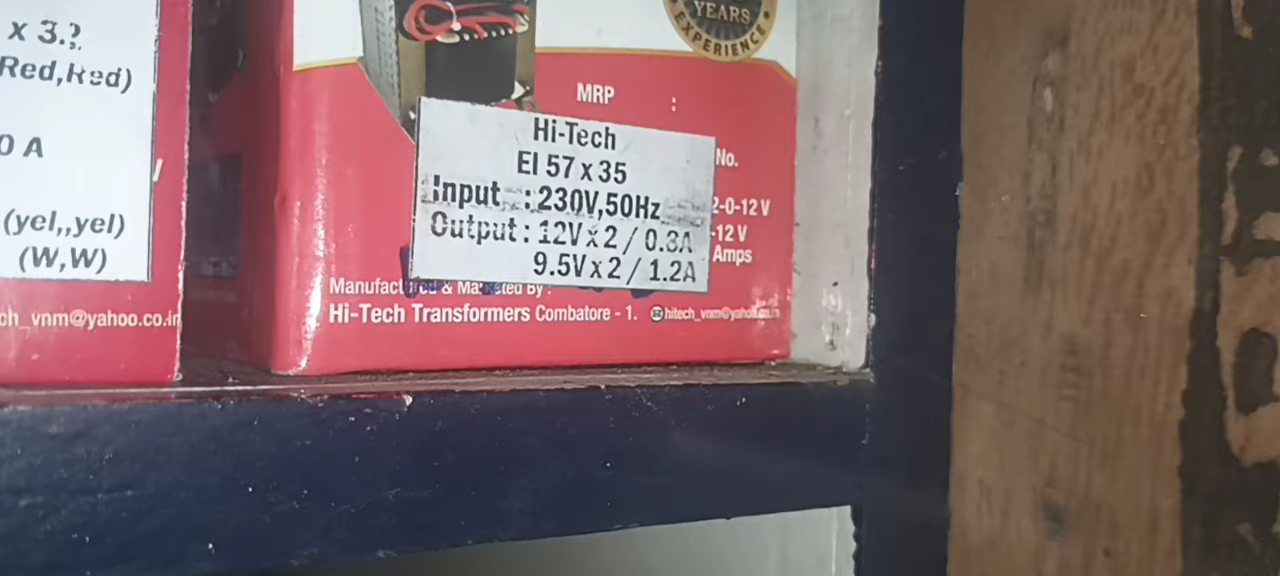 x 3.2
Red,Red)
0 A
(yel,,yel)
(W,W)
ch_vnm@yahoo.co.in
YEARS
EXPERIENCE
MRP :
Hi-Tech
EI 57 x 35
Input : 230V,50Hz
Output : 12V x 2 / 0.3A
9.5V x 2 / 1.2A
No.
2-0-12 V
-12 V
Amps
Manufactured & Marketed By :
Hi-Tech Transformers Combatore - 1. hitech_vnm@yahoo.co.in